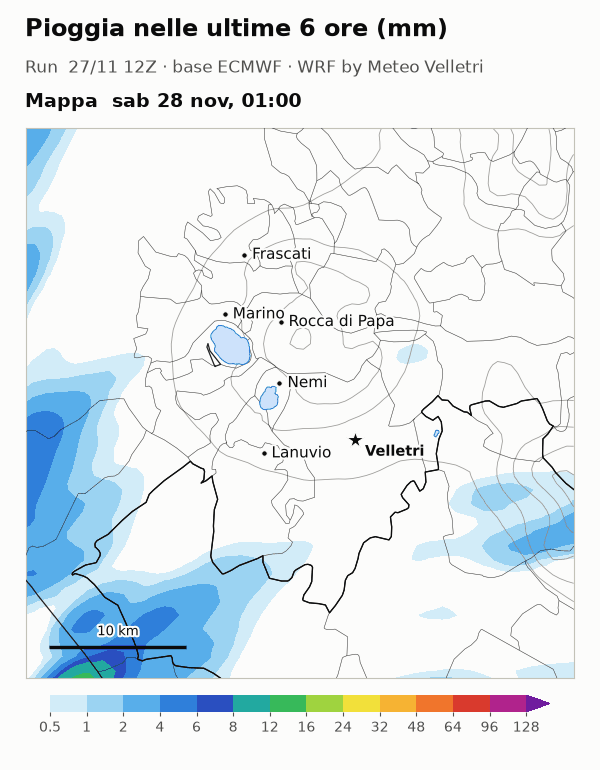 Pioggia nelle ultime 6 ore (mm)
Run  27/11 12Z · base ECMWF · WRF by Meteo Velletri
Mappa  sab 28 nov, 01:00
Frascati
Marino
Rocca di Papa
Nemi
Velletri
Lanuvio
10 km
0.5 1 2 4 6 8 12 16 24 32 48 64 96 128